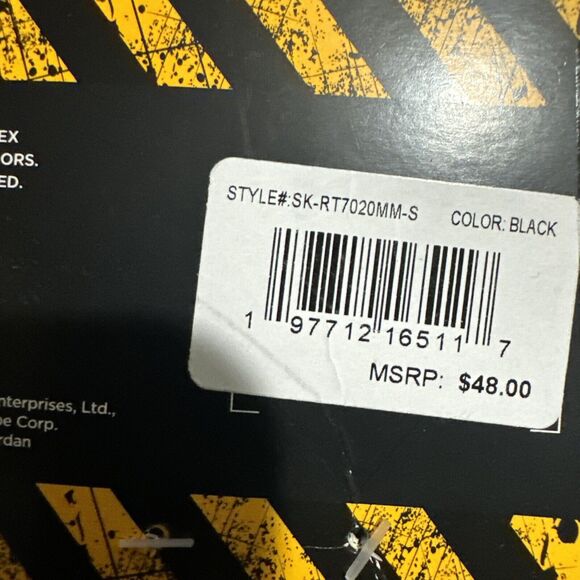 EX
ORS.
ED.
STYLE#:SK-RT7020MM-S COLOR: BLACK
1 97712 16511 7
MSRP: $48.00
nterprises, Ltd.,
pe Corp.
rdan